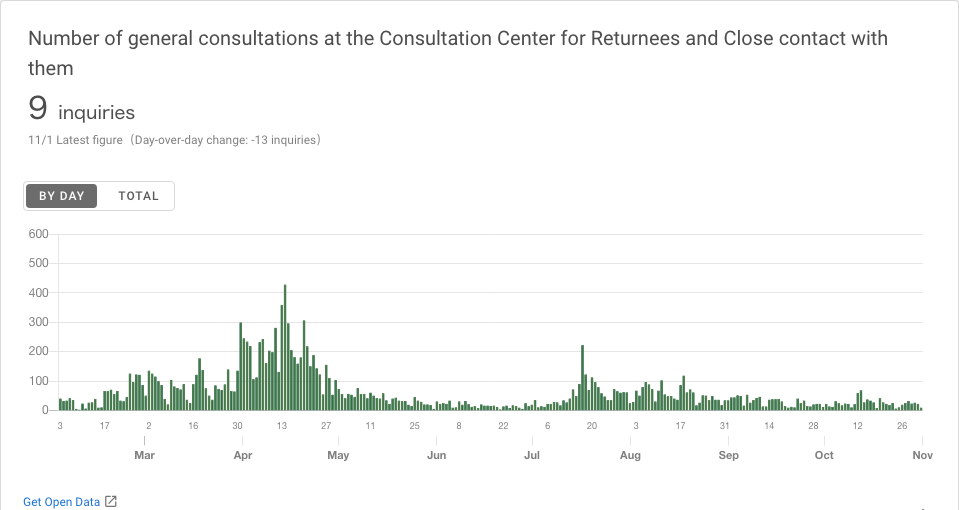 Number of general consultations at the Consultation Center for Returnees and Close contact with
them
9 inquiries
11/1 Latest figure（Day-over-day change: -13 inquiries）
BY DAY TOTAL
600
500
400
300
200
100
0
3 17 2 16 30 13 27 11 25 8 22 6 20 3 17 31 14 28 12 26
Mar Apr May Jun Jul Aug Sep Oct Nov
Get Open Data